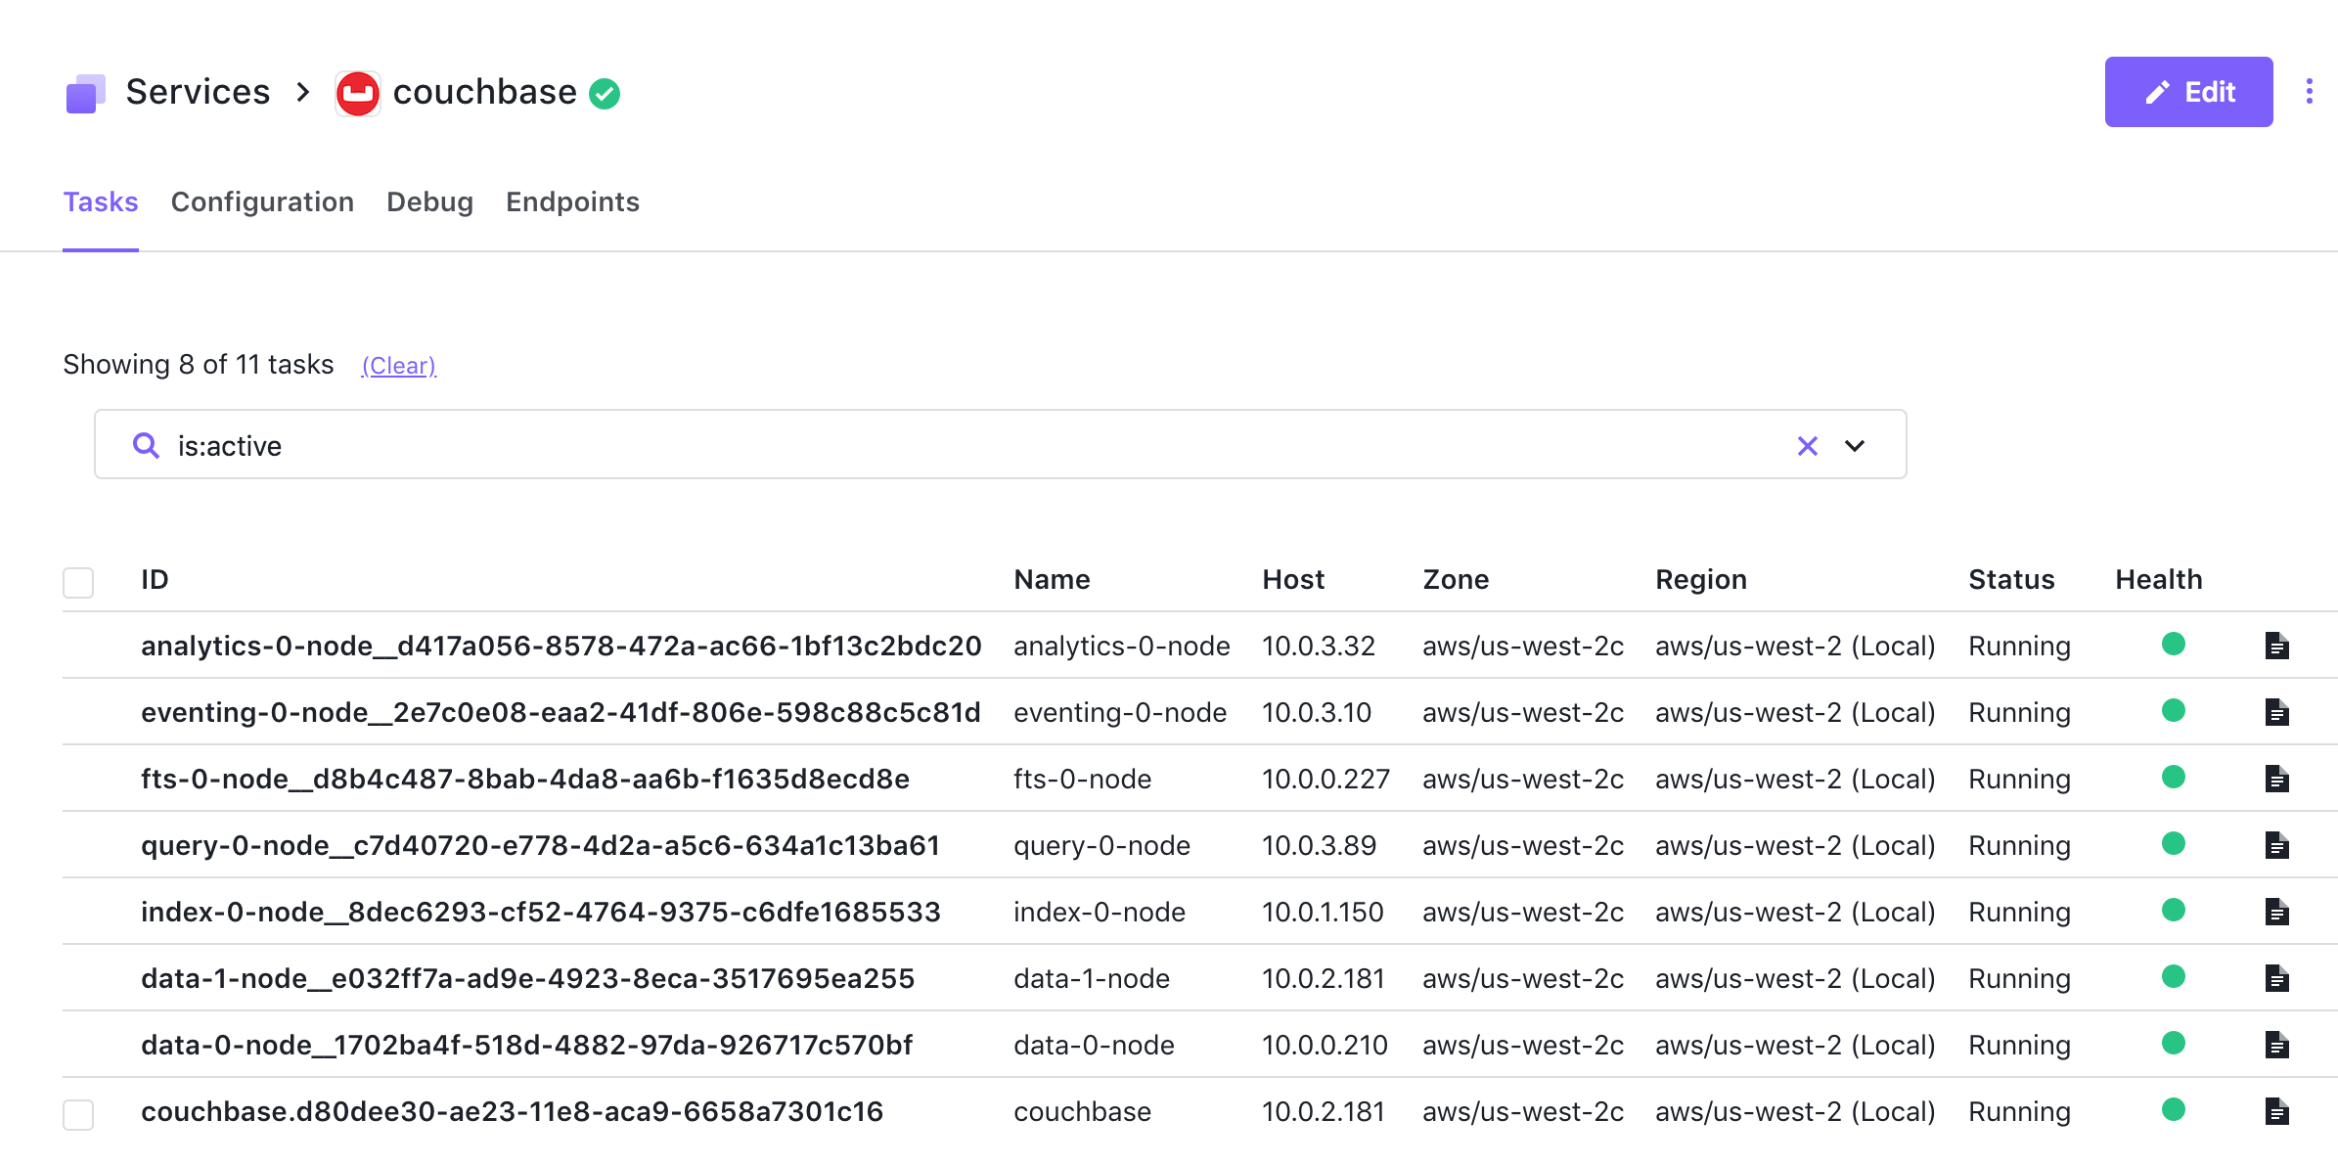 Services > couchbase
Edit
Tasks Configuration Debug Endpoints
Showing 8 of 11 tasks (Clear)
is:active
ID Name Host Zone Region Status Health
analytics-0-node__d417a056-8578-472a-ac66-1bf13c2bdc20 analytics-0-node 10.0.3.32 aws/us-west-2c aws/us-west-2 (Local) Running
eventing-0-node__2e7c0e08-eaa2-41df-806e-598c88c5c81d eventing-0-node 10.0.3.10 aws/us-west-2c aws/us-west-2 (Local) Running
fts-0-node__d8b4c487-8bab-4da8-aa6b-f1635d8ecd8e fts-0-node 10.0.0.227 aws/us-west-2c aws/us-west-2 (Local) Running
query-0-node__c7d40720-e778-4d2a-a5c6-634a1c13ba61 query-0-node 10.0.3.89 aws/us-west-2c aws/us-west-2 (Local) Running
index-0-node__8dec6293-cf52-4764-9375-c6dfe1685533 index-0-node 10.0.1.150 aws/us-west-2c aws/us-west-2 (Local) Running
data-1-node__e032ff7a-ad9e-4923-8eca-3517695ea255 data-1-node 10.0.2.181 aws/us-west-2c aws/us-west-2 (Local) Running
data-0-node__1702ba4f-518d-4882-97da-926717c570bf data-0-node 10.0.0.210 aws/us-west-2c aws/us-west-2 (Local) Running
couchbase.d80dee30-ae23-11e8-aca9-6658a7301c16 couchbase 10.0.2.181 aws/us-west-2c aws/us-west-2 (Local) Running